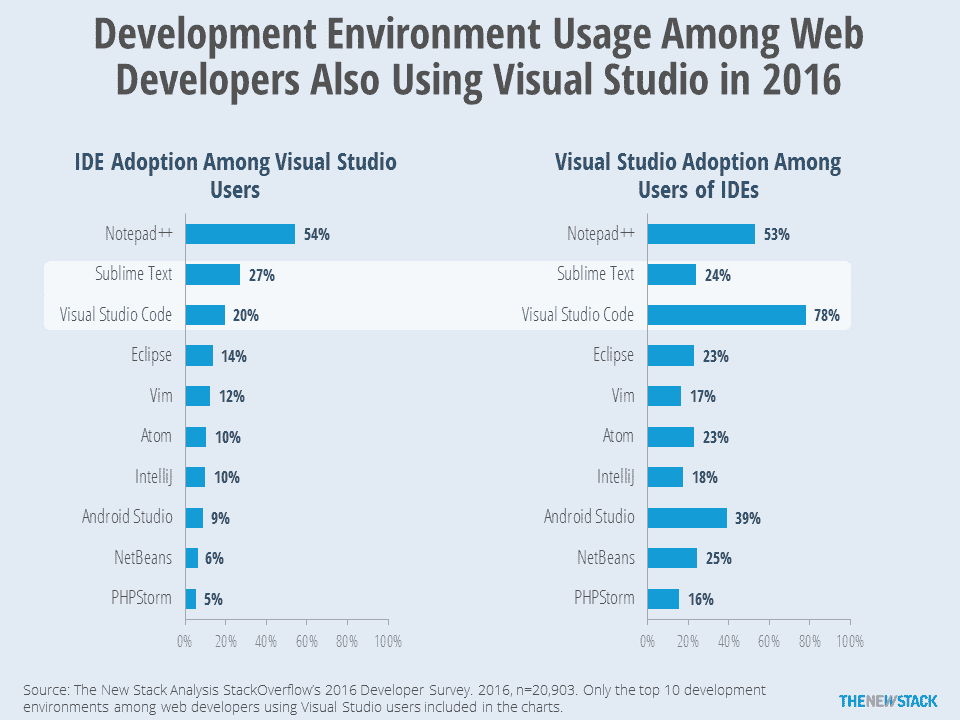 Development Environment Usage Among Web
Developers Also Using Visual Studio in 2016
IDE Adoption Among Visual Studio
Users
Notepad++ 54%
Sublime Text 27%
Visual Studio Code 20%
Eclipse 14%
Vim 12%
Atom 10%
IntelliJ 10%
Android Studio 9%
NetBeans 6%
PHPStorm 5%
0% 20% 40% 60% 80% 100%
Visual Studio Adoption Among
Users of IDEs
Notepad++ 53%
Sublime Text 24%
Visual Studio Code 78%
Eclipse 23%
Vim 17%
Atom 23%
IntelliJ 18%
Android Studio 39%
NetBeans 25%
PHPStorm 16%
0% 20% 40% 60% 80% 100%
Source: The New Stack Analysis StackOverflow's 2016 Developer Survey. 2016, n=20,903. Only the top 10 development
environments among web developers using Visual Studio users included in the charts.
THENEWSTACK